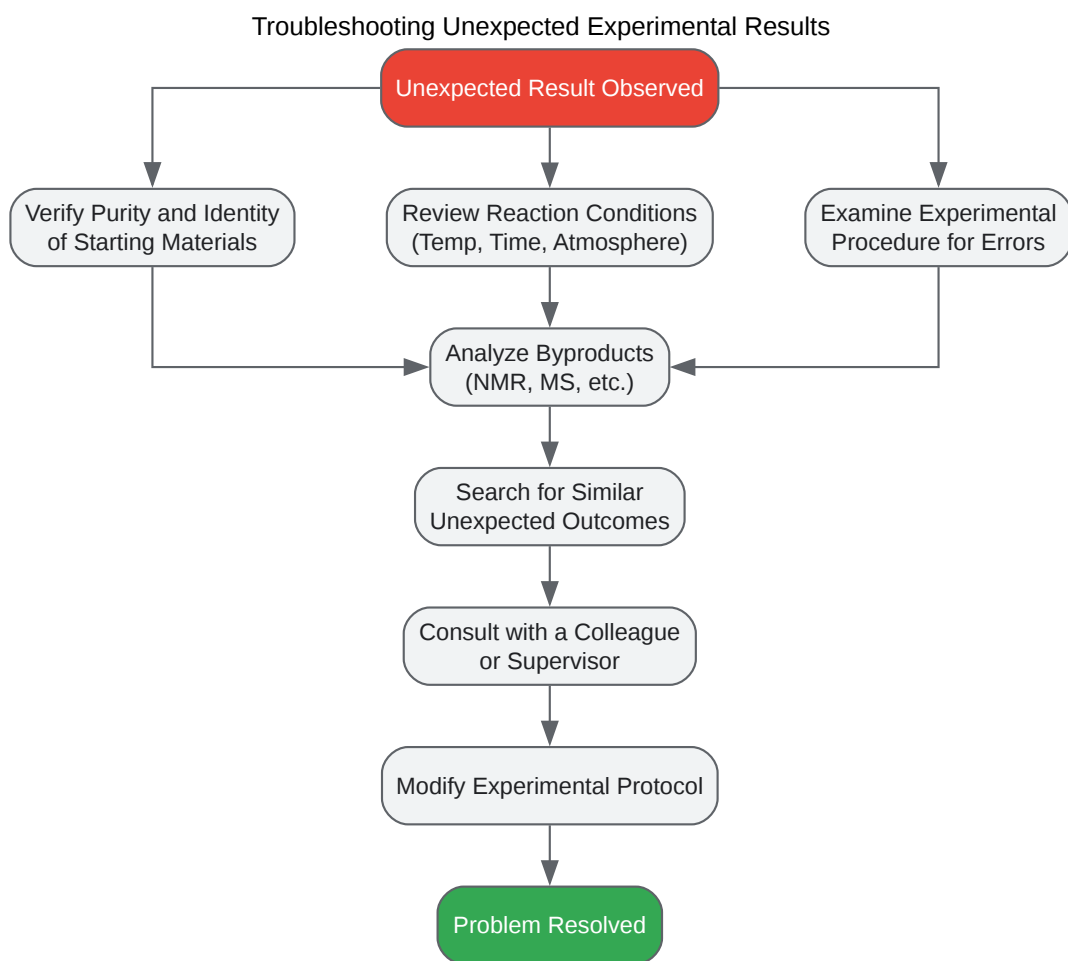 Troubleshooting Unexpected Experimental Results
Unexpected Result Observed
Verify Purity and Identity
of Starting Materials
Review Reaction Conditions
(Temp, Time, Atmosphere)
Examine Experimental
Procedure for Errors
Analyze Byproducts
(NMR, MS, etc.)
Search for Similar
Unexpected Outcomes
Consult with a Colleague
or Supervisor
Modify Experimental Protocol
Problem Resolved